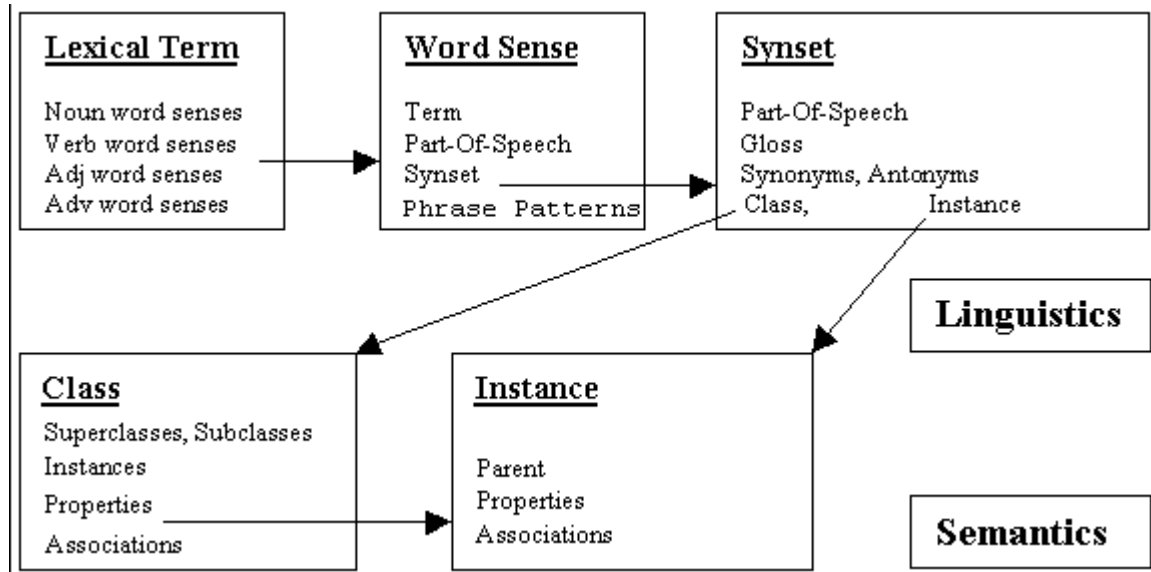 Lexical Term
Noun word senses
Verb word senses
Adj word senses
Adv word senses
Word Sense
Term
Part-Of-Speech
Synset
Phrase Patterns
Synset
Part-Of-Speech
Gloss
Synonyms, Antonyms
Class, Instance
Linguistics
Class
Superclasses, Subclasses
Instances
Properties
Associations
Instance
Parent
Properties
Associations
Semantics